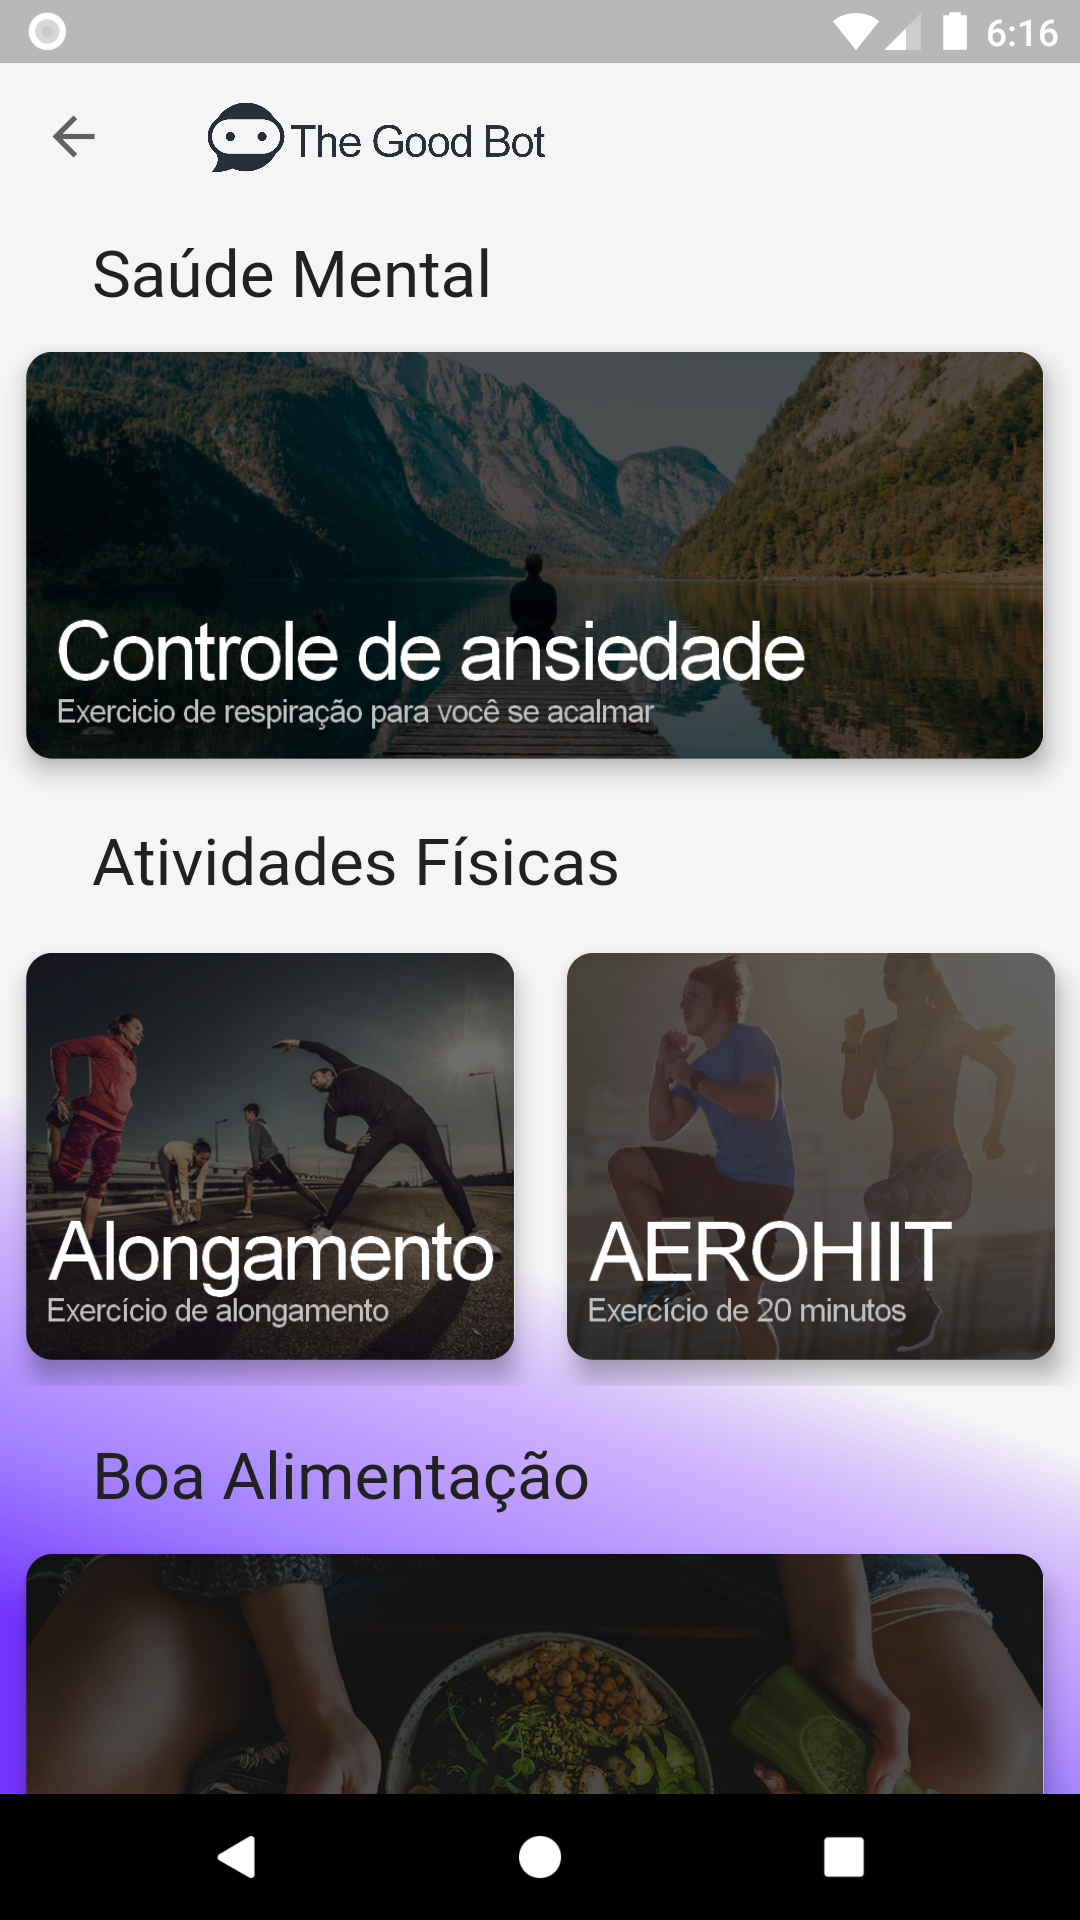 6:16
The Good Bot
Saúde Mental
Controle de ansiedade
Exercicio de respiração para você se acalmar
Atividades Físicas
Alongamento
Exercício de alongamento
AEROHIIT
Exercício de 20 minutos
Boa Alimentação